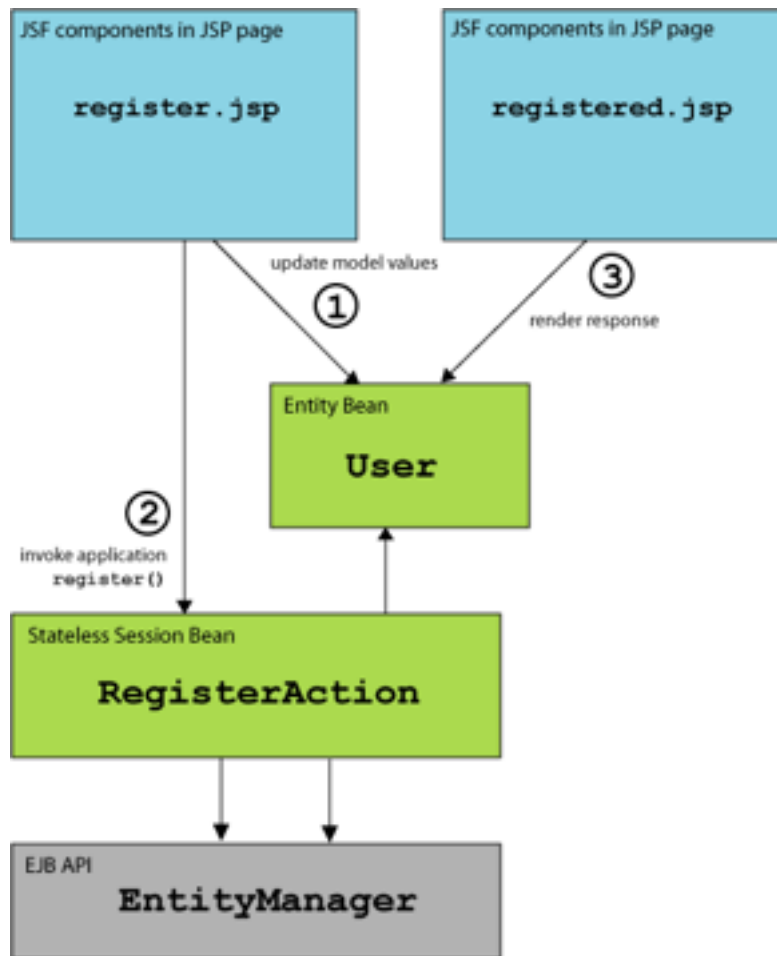 JSF components in JSP page
register.jsp
JSF components in JSP page
registered.jsp
update model values
1
3
render response
Entity Bean
User
2
invoke application
register()
Stateless Session Bean
RegisterAction
EJB API
EntityManager